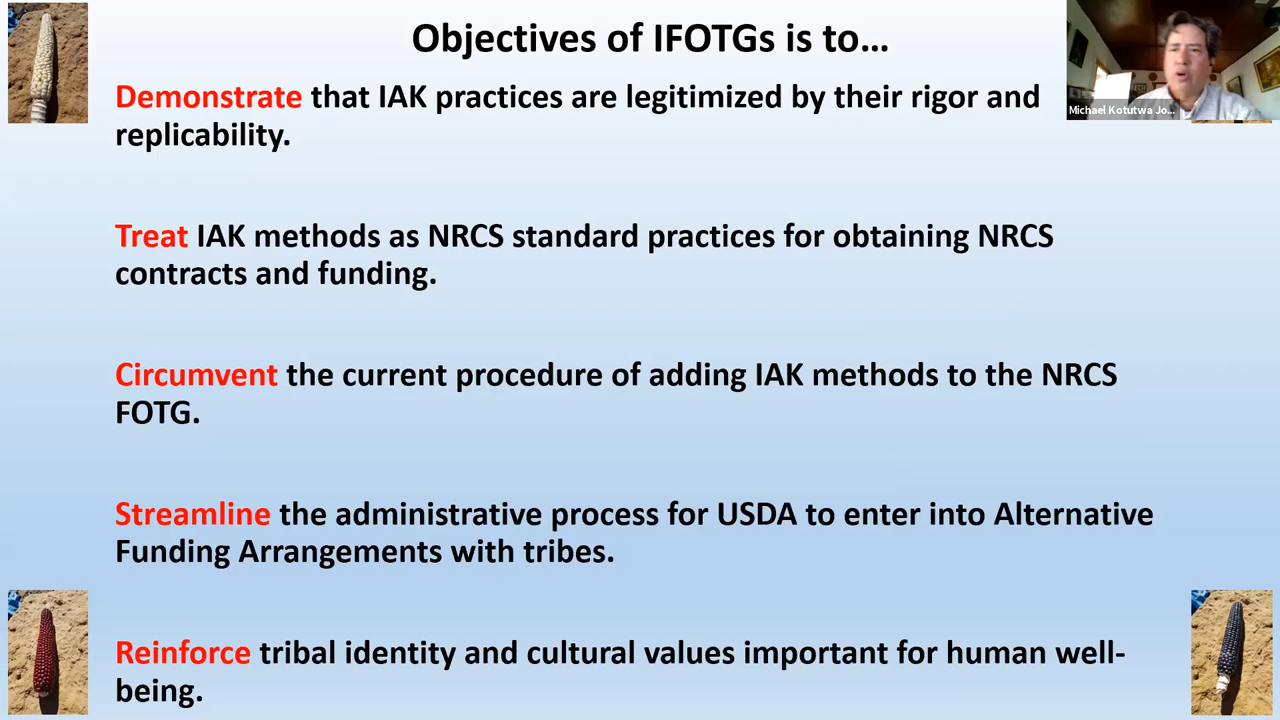 Objectives of IFOTGs is to...
Michael Kotutwa Jo...
Demonstrate that IAK practices are legitimized by their rigor and
replicability.
Treat IAK methods as NRCS standard practices for obtaining NRCS
contracts and funding.
Circumvent the current procedure of adding IAK methods to the NRCS
FOTG.
Streamline the administrative process for USDA to enter into Alternative
Funding Arrangements with tribes.
Reinforce tribal identity and cultural values important for human well-
being.